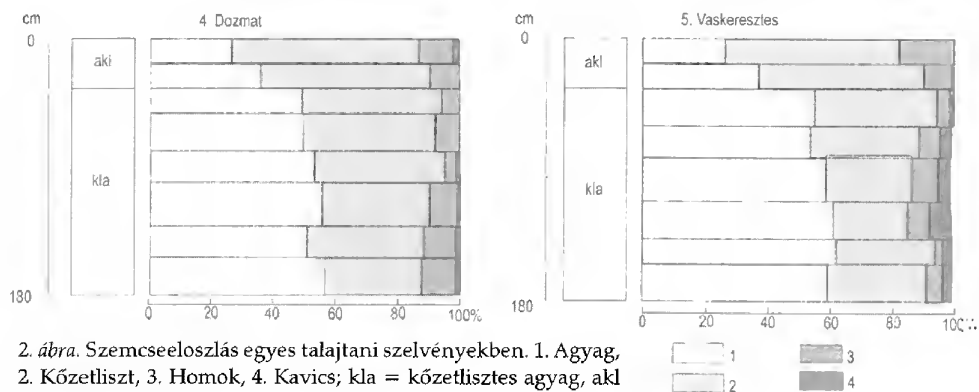 cm
4 Dozmat
0
akl
kla
180
0 20 40 60 80 100%
cm
5. Vaskeresztes
0
akl
kla
180
0 20 40 60 80 100%
2. ábra. Szemcseeloszlás egyes talajtani szelvényekben. 1. Agyag,
2. Kőzetliszt, 3. Homok, 4. Kavics; kla = kőzetlisztes agyag, akl
1
2
3
4